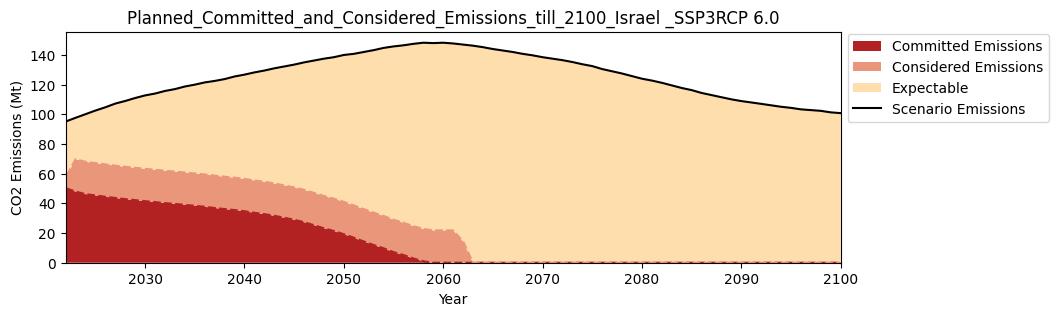 Planned_Committed_and_Considered_Emissions_till_2100_Israel _SSP3RCP 6.0
Committed Emissions
Considered Emissions
Expectable
Scenario Emissions
CO2 Emissions (Mt)
140
120
100
80
60
40
20
0
2030
2040
2050
2060
2070
2080
2090
2100
Year